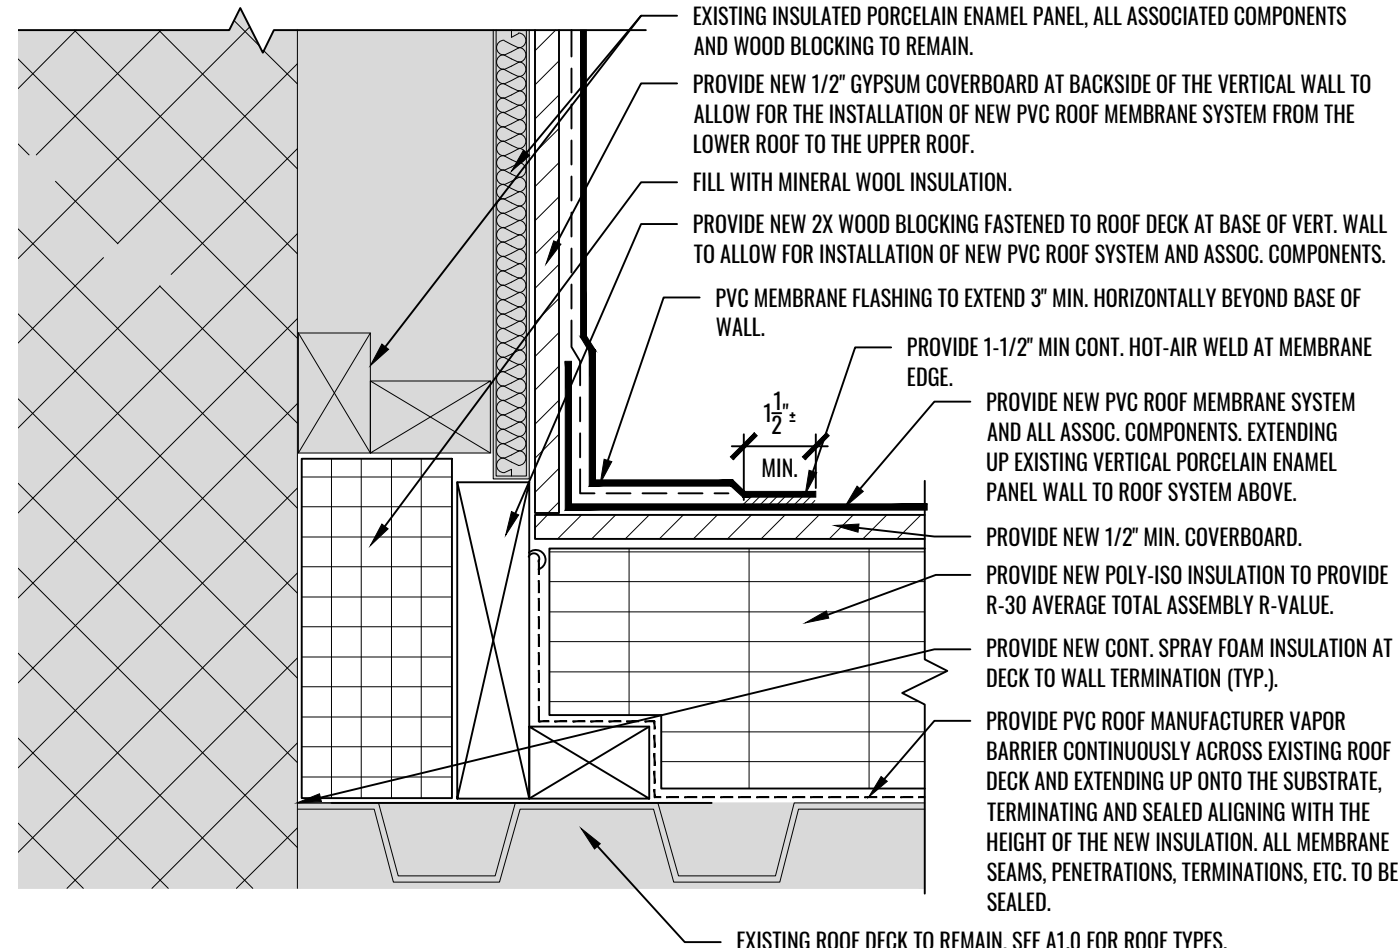 EXISTING INSULATED PORCELAIN ENAMEL PANEL, ALL ASSOCIATED COMPONENTS
AND WOOD BLOCKING TO REMAIN.
PROVIDE NEW 1/2" GYPSUM COVERBOARD AT BACKSIDE OF THE VERTICAL WALL TO
ALLOW FOR THE INSTALLATION OF NEW PVC ROOF MEMBRANE SYSTEM FROM THE
LOWER ROOF TO THE UPPER ROOF.
FILL WITH MINERAL WOOL INSULATION.
PROVIDE NEW 2X WOOD BLOCKING FASTENED TO ROOF DECK AT BASE OF VERT. WALL
TO ALLOW FOR INSTALLATION OF NEW PVC ROOF SYSTEM AND ASSOC. COMPONENTS.
PVC MEMBRANE FLASHING TO EXTEND 3" MIN. HORIZONTALLY BEYOND BASE OF
WALL.
PROVIDE 1-1/2" MIN CONT. HOT-AIR WELD AT MEMBRANE
EDGE.
1 1/2" ±
MIN.
PROVIDE NEW PVC ROOF MEMBRANE SYSTEM
AND ALL ASSOC. COMPONENTS. EXTENDING
UP EXISTING VERTICAL PORCELAIN ENAMEL
PANEL WALL TO ROOF SYSTEM ABOVE.
PROVIDE NEW 1/2" MIN. COVERBOARD.
PROVIDE NEW POLY-ISO INSULATION TO PROVIDE
R-30 AVERAGE TOTAL ASSEMBLY R-VALUE.
PROVIDE NEW CONT. SPRAY FOAM INSULATION AT
DECK TO WALL TERMINATION (TYP.).
PROVIDE PVC ROOF MANUFACTURER VAPOR
BARRIER CONTINUOUSLY ACROSS EXISTING ROOF
DECK AND EXTENDING UP ONTO THE SUBSTRATE,
TERMINATING AND SEALED ALIGNING WITH THE
HEIGHT OF THE NEW INSULATION. ALL MEMBRANE
SEAMS, PENETRATIONS, TERMINATIONS, ETC. TO BE
SEALED.
EXISTING ROOF DECK TO REMAIN. SEE A1.0 FOR ROOF TYPES.